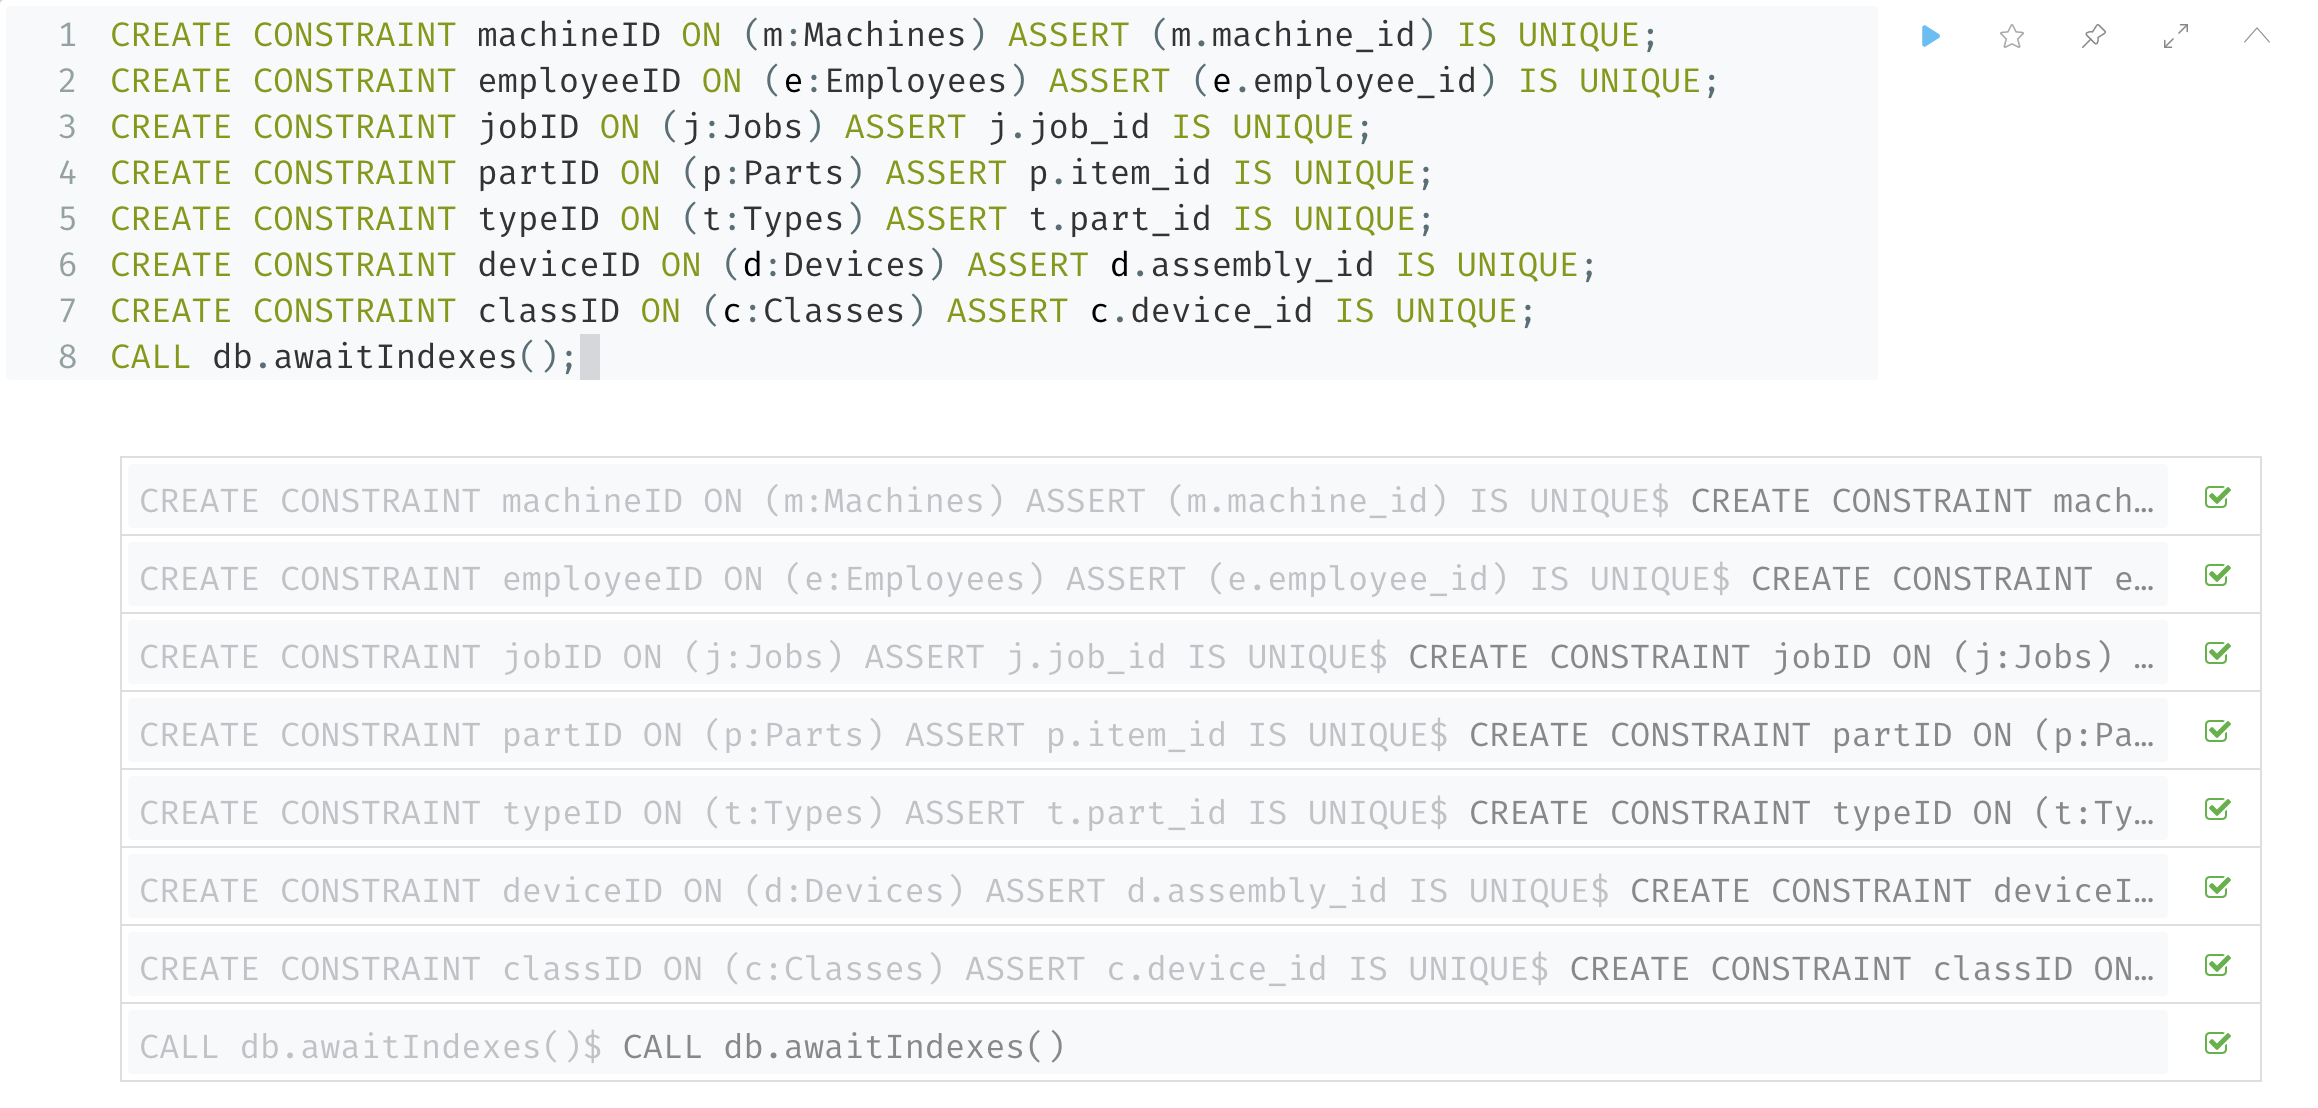 1 CREATE CONSTRAINT machineID ON (m:Machines) ASSERT (m.machine_id) IS UNIQUE;
2 CREATE CONSTRAINT employeeID ON (e:Employees) ASSERT (e.employee_id) IS UNIQUE;
3 CREATE CONSTRAINT jobID ON (j:Jobs) ASSERT j.job_id IS UNIQUE;
4 CREATE CONSTRAINT partID ON (p:Parts) ASSERT p.item_id IS UNIQUE;
5 CREATE CONSTRAINT typeID ON (t:Types) ASSERT t.part_id IS UNIQUE;
6 CREATE CONSTRAINT deviceID ON (d:Devices) ASSERT d.assembly_id IS UNIQUE;
7 CREATE CONSTRAINT classID ON (c:Classes) ASSERT c.device_id IS UNIQUE;
8 CALL db.awaitIndexes();
CREATE CONSTRAINT machineID ON (m:Machines) ASSERT (m.machine_id) IS UNIQUE$ CREATE CONSTRAINT mach…
CREATE CONSTRAINT employeeID ON (e:Employees) ASSERT (e.employee_id) IS UNIQUE$ CREATE CONSTRAINT e…
CREATE CONSTRAINT jobID ON (j:Jobs) ASSERT j.job_id IS UNIQUE$ CREATE CONSTRAINT jobID ON (j:Jobs) …
CREATE CONSTRAINT partID ON (p:Parts) ASSERT p.item_id IS UNIQUE$ CREATE CONSTRAINT partID ON (p:Pa…
CREATE CONSTRAINT typeID ON (t:Types) ASSERT t.part_id IS UNIQUE$ CREATE CONSTRAINT typeID ON (t:Ty…
CREATE CONSTRAINT deviceID ON (d:Devices) ASSERT d.assembly_id IS UNIQUE$ CREATE CONSTRAINT deviceI…
CREATE CONSTRAINT classID ON (c:Classes) ASSERT c.device_id IS UNIQUE$ CREATE CONSTRAINT classID ON…
CALL db.awaitIndexes()$ CALL db.awaitIndexes()